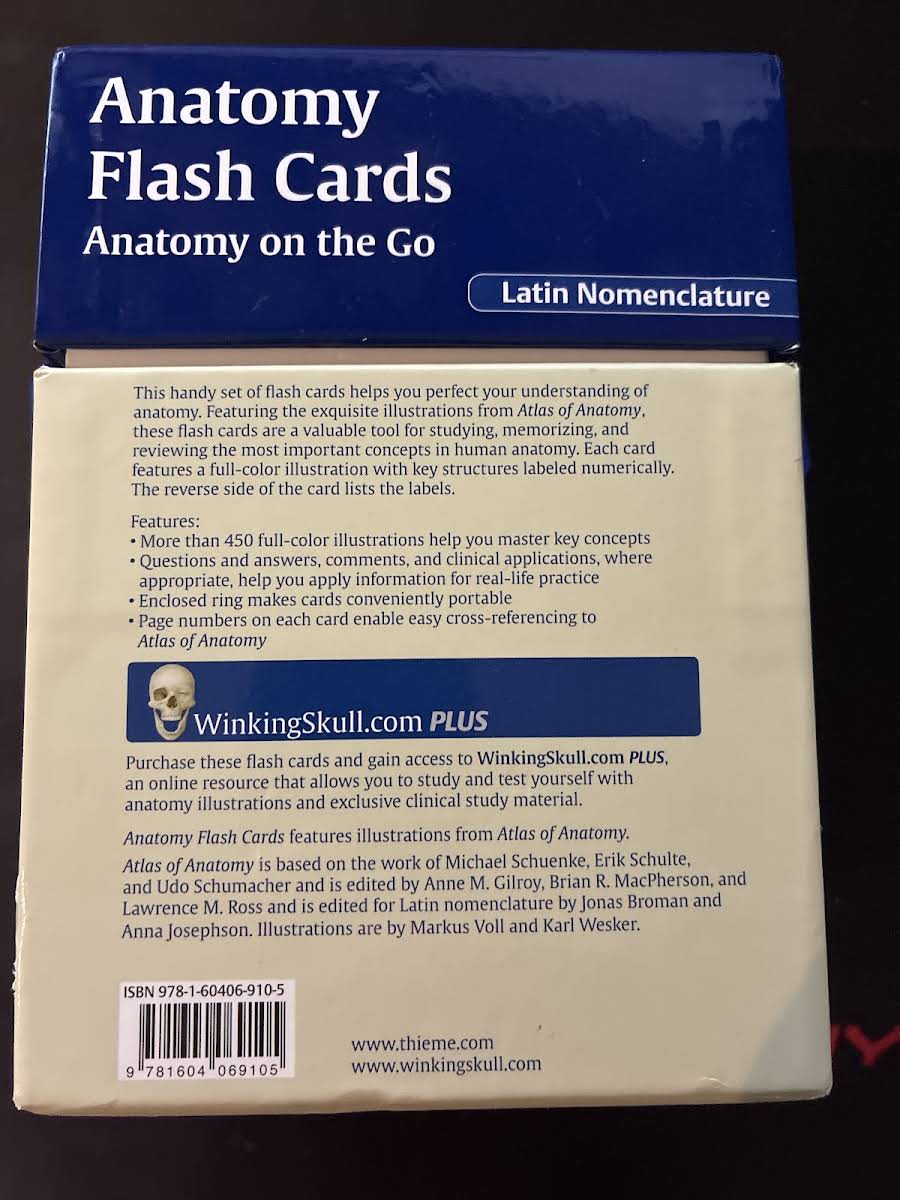 Anatomy
Flash Cards
Anatomy on the Go
Latin Nomenclature
This handy set of flash cards helps you perfect your understanding of
anatomy. Featuring the exquisite illustrations from Atlas of Anatomy,
these flash cards are a valuable tool for studying, memorizing, and
reviewing the most important concepts in human anatomy. Each card
features a full-color illustration with key structures labeled numerically.
The reverse side of the card lists the labels.
Features:
• More than 450 full-color illustrations help you master key concepts
• Questions and answers, comments, and clinical applications, where
appropriate, help you apply information for real-life practice
• Enclosed ring makes cards conveniently portable
• Page numbers on each card enable easy cross-referencing to
Atlas of Anatomy
WinkingSkull.com PLUS
Purchase these flash cards and gain access to WinkingSkull.com PLUS,
an online resource that allows you to study and test yourself with
anatomy illustrations and exclusive clinical study material.
Anatomy Flash Cards features illustrations from Atlas of Anatomy.
Atlas of Anatomy is based on the work of Michael Schuenke, Erik Schulte,
and Udo Schumacher and is edited by Anne M. Gilroy, Brian R. MacPherson, and
Lawrence M. Ross and is edited for Latin nomenclature by Jonas Broman and
Anna Josephson. Illustrations are by Markus Voll and Karl Wesker.
ISBN 978-1-60406-910-5
9 781604 069105
www.thieme.com
www.winkingskull.com